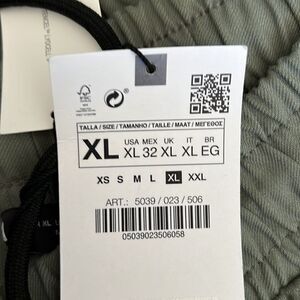 TALLA / SIZE / TAMANHO / TAILLE / MAAT / ΜΕΓΕΘΟΣ
XL
USA MEX UK IT BR
XL 32 XL XL EG
XS S M L XL XXL
ART.: 5039 / 023 / 506
05039023506058